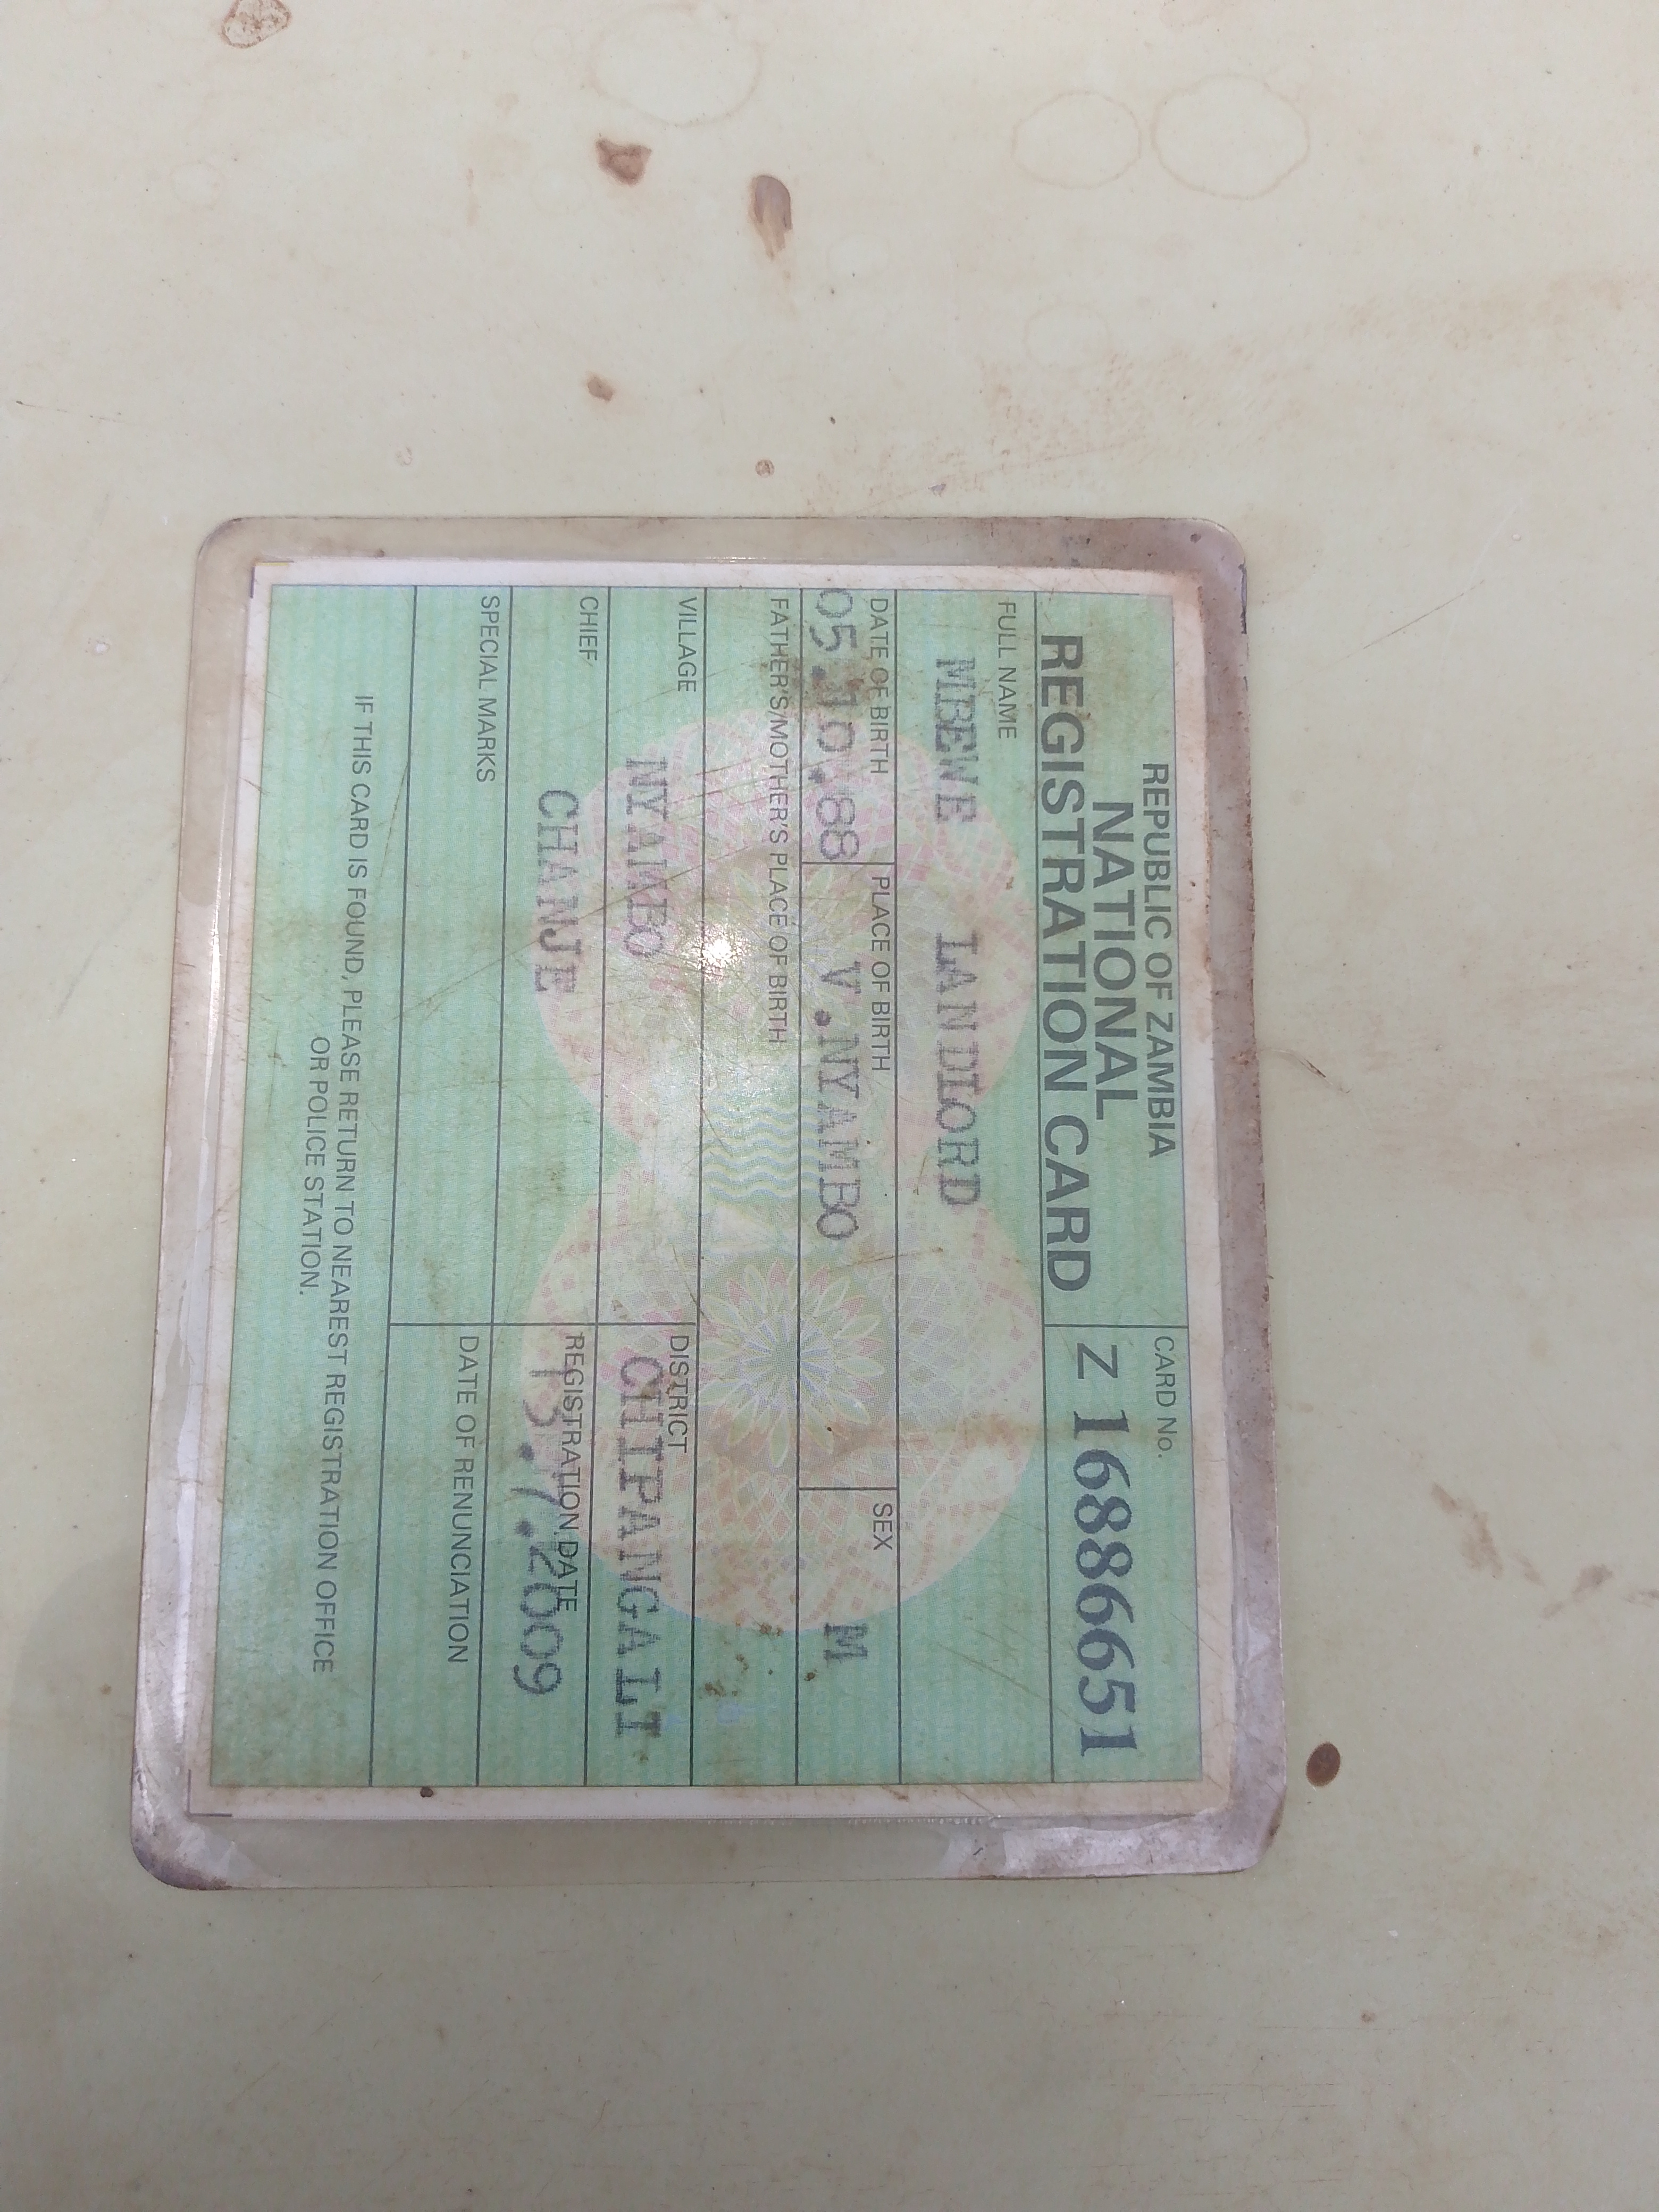 REPUBLIC OF ZAMBIA
NATIONAL
REGISTRATION CARD
CARD No.
Z 16886651
FULL NAME
MBEWE LANDIORD
DATE OF BIRTH PLACE OF BIRTH SEX
05.10.88 V.NYAMBO M
FATHER'S/MOTHER'S PLACE OF BIRTH
VILLAGE DISTRICT
NYAMBO CHIPANGALI
CHIEF REGISTRATION DATE
CHANJE 13.7.2009
SPECIAL MARKS DATE OF RENUNCIATION
IF THIS CARD IS FOUND, PLEASE RETURN TO NEAREST REGISTRATION OFFICE
OR POLICE STATION.